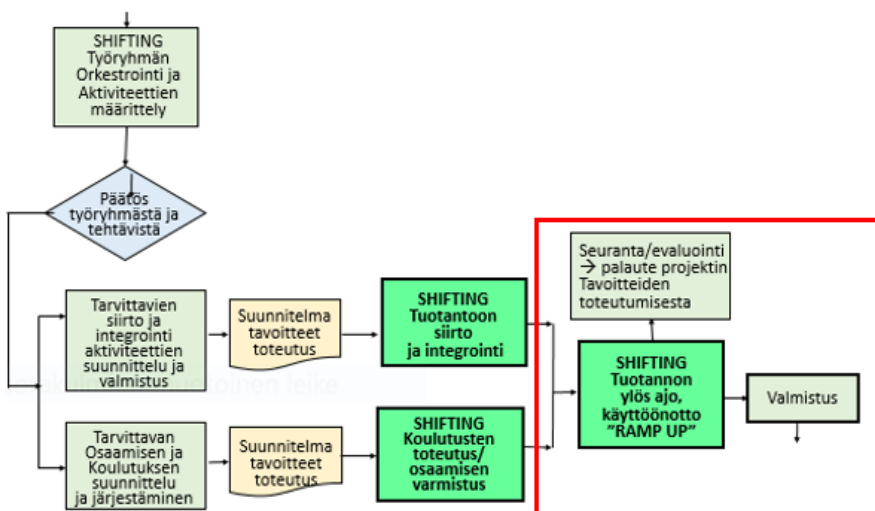 SHIFTING
Työryhmän
Orkestrointi ja
Aktiviteettien
määrittely
Päätös
työryhmästä ja
tehtävistä
Tarvittavien
siirto ja
integrointi
aktiviteettien
suunnittelu ja
valmistus
Suunnitelma
tavoitteet
toteutus
SHIFTING
Tuotantoon
siirto
ja integrointi
Seuranta/evaluointi
→ palaute projektin
Tavoitteiden
toteutumisesta
SHIFTING
Tuotannon
ylös ajo,
käyttöönotto
"RAMP UP"
Valmistus
Tarvittavan
Osaamisen ja
Koulutuksen
suunnittelu
ja järjestäminen
Suunnitelma
tavoitteet
toteutus
SHIFTING
Koulutusten
toteutus/
osaamisen
varmistus
leike